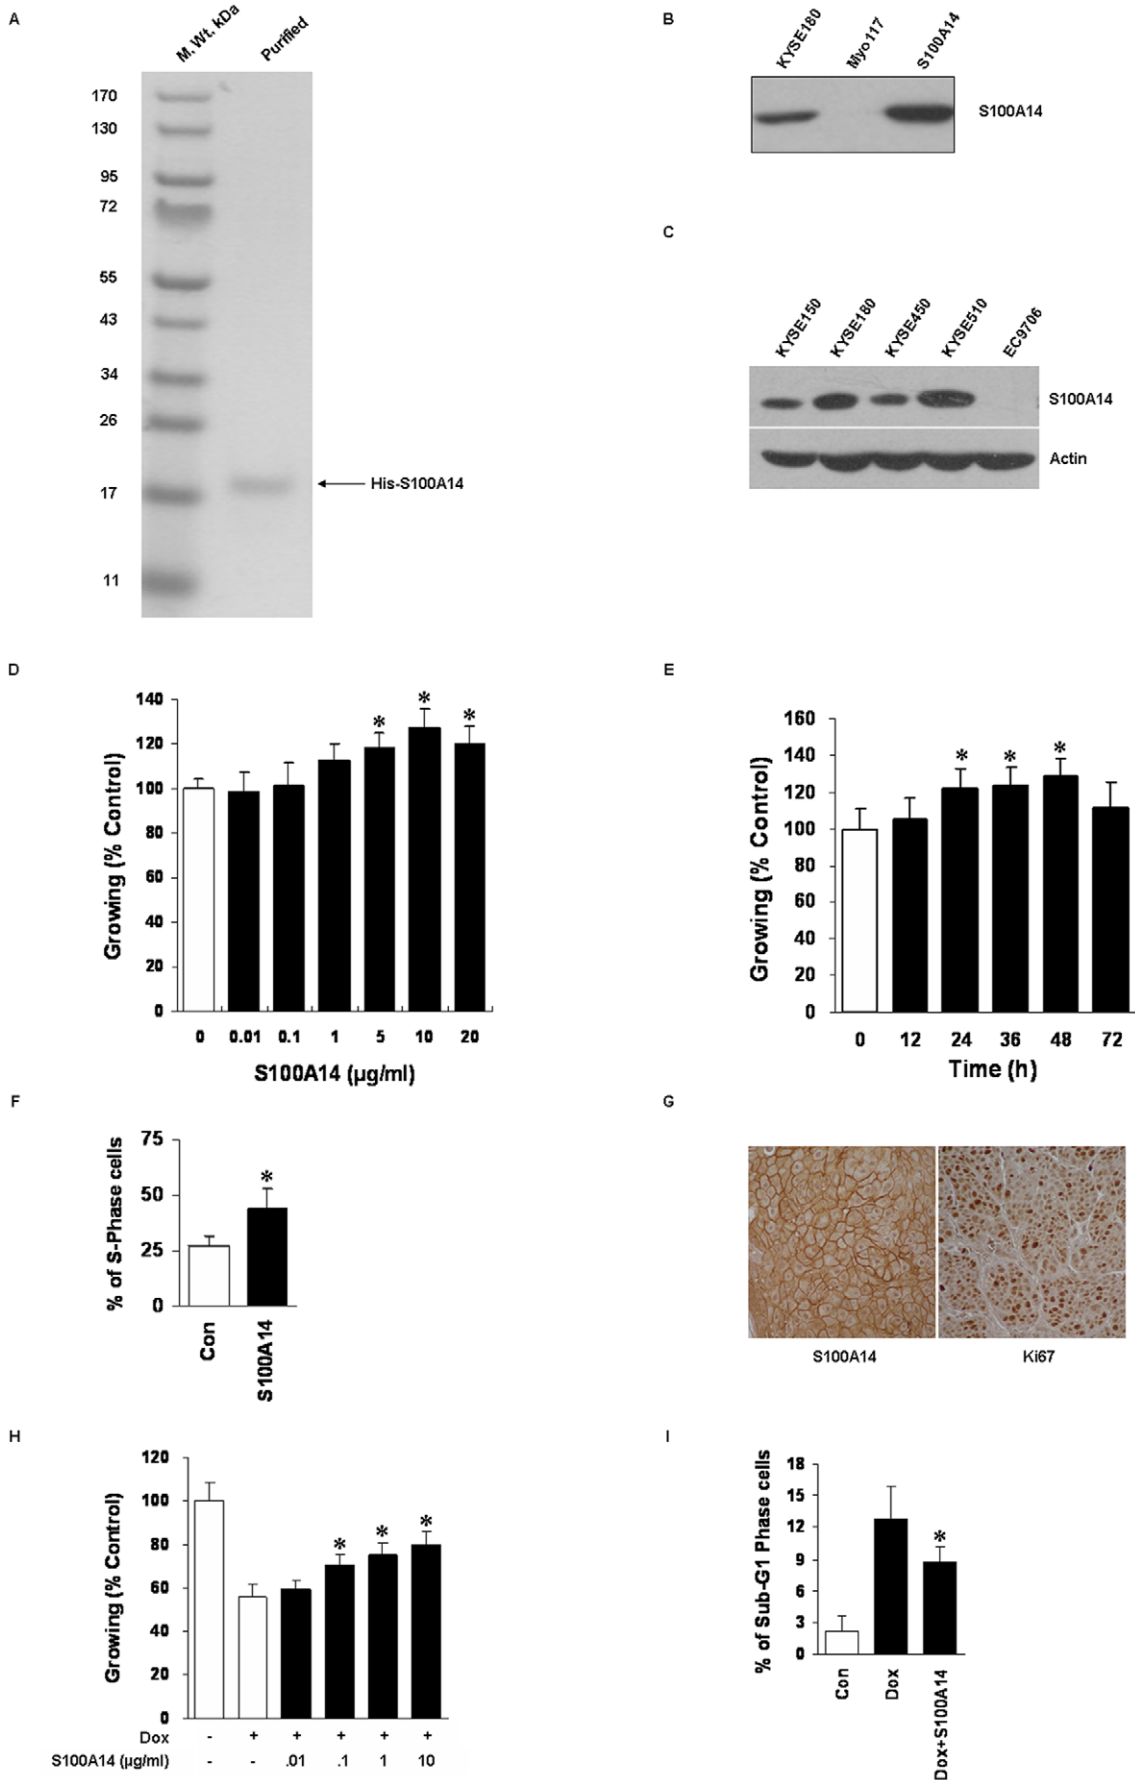 A
M.Wt. kDa
Purified
170
130
95
72
55
43
34
26
17
11
His-S100A14
B
KYSE180
Myo117
S100A14
S100A14
C
KYSE150
KYSE180
KYSE450
KYSE510
EC9706
S100A14
Actin
D
Growing (% Control)
140
120
100
80
60
40
20
0
* * *
0 0.01 0.1 1 5 10 20
S100A14 (µg/ml)
E
Growing (% Control)
160
140
120
100
80
60
40
20
0
* * *
0 12 24 36 48 72
Time (h)
F
% of S-Phase cells
75
50
25
0
*
Con
S100A14
G
S100A14 Ki67
H
Growing (% Control)
120
100
80
60
40
20
0
* * *
Dox - + + + + +
S100A14 (µg/ml) - - .01 .1 1 10
I
% of Sub-G1 Phase cells
18
15
12
9
6
3
0
*
Con
Dox
Dox+S100A14